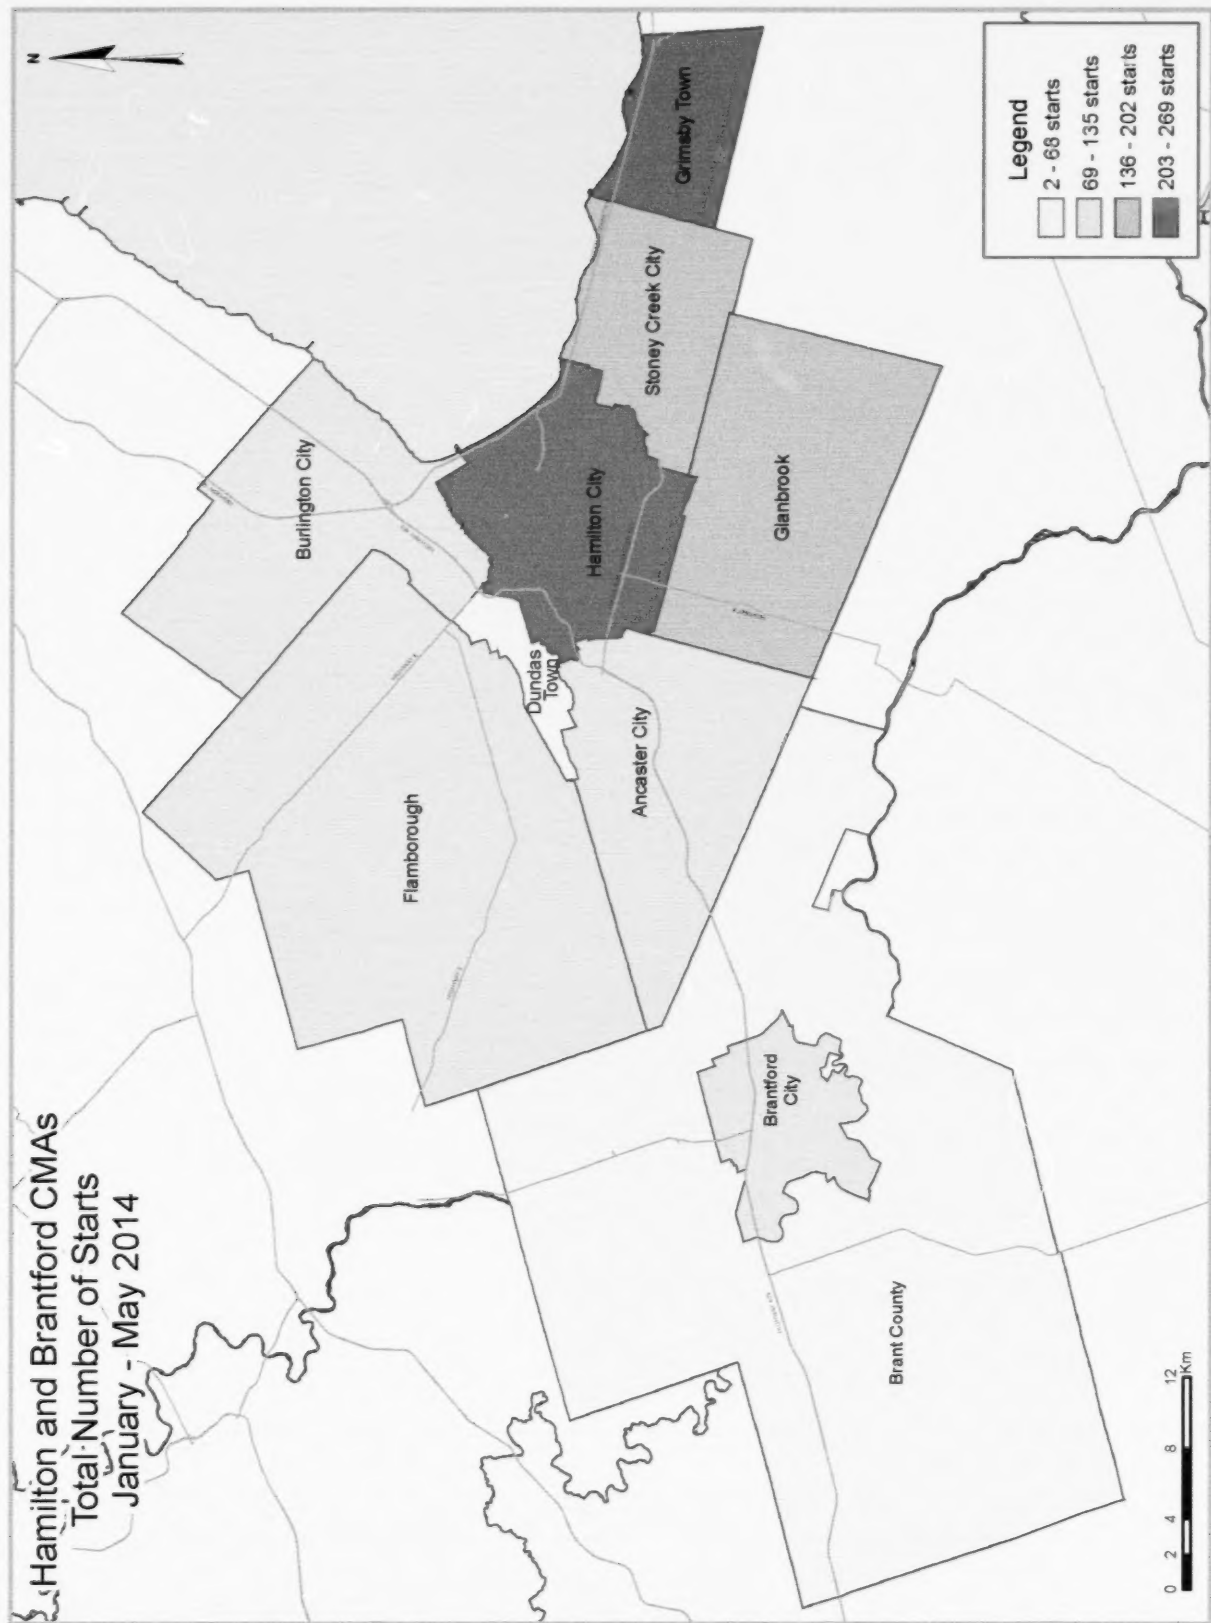 Hamilton and Brantford CMAs
Total Number of Starts
January - May 2014
N
Burlington City
Flamborough
Dundas
Town
Hamilton City
Stoney Creek City
Grimsby Town
Ancaster City
Glanbrook
Brantford
City
Brant County
Legend
2 - 68 starts
69 - 135 starts
136 - 202 starts
203 - 269 starts
0 2 4 8 12
Km